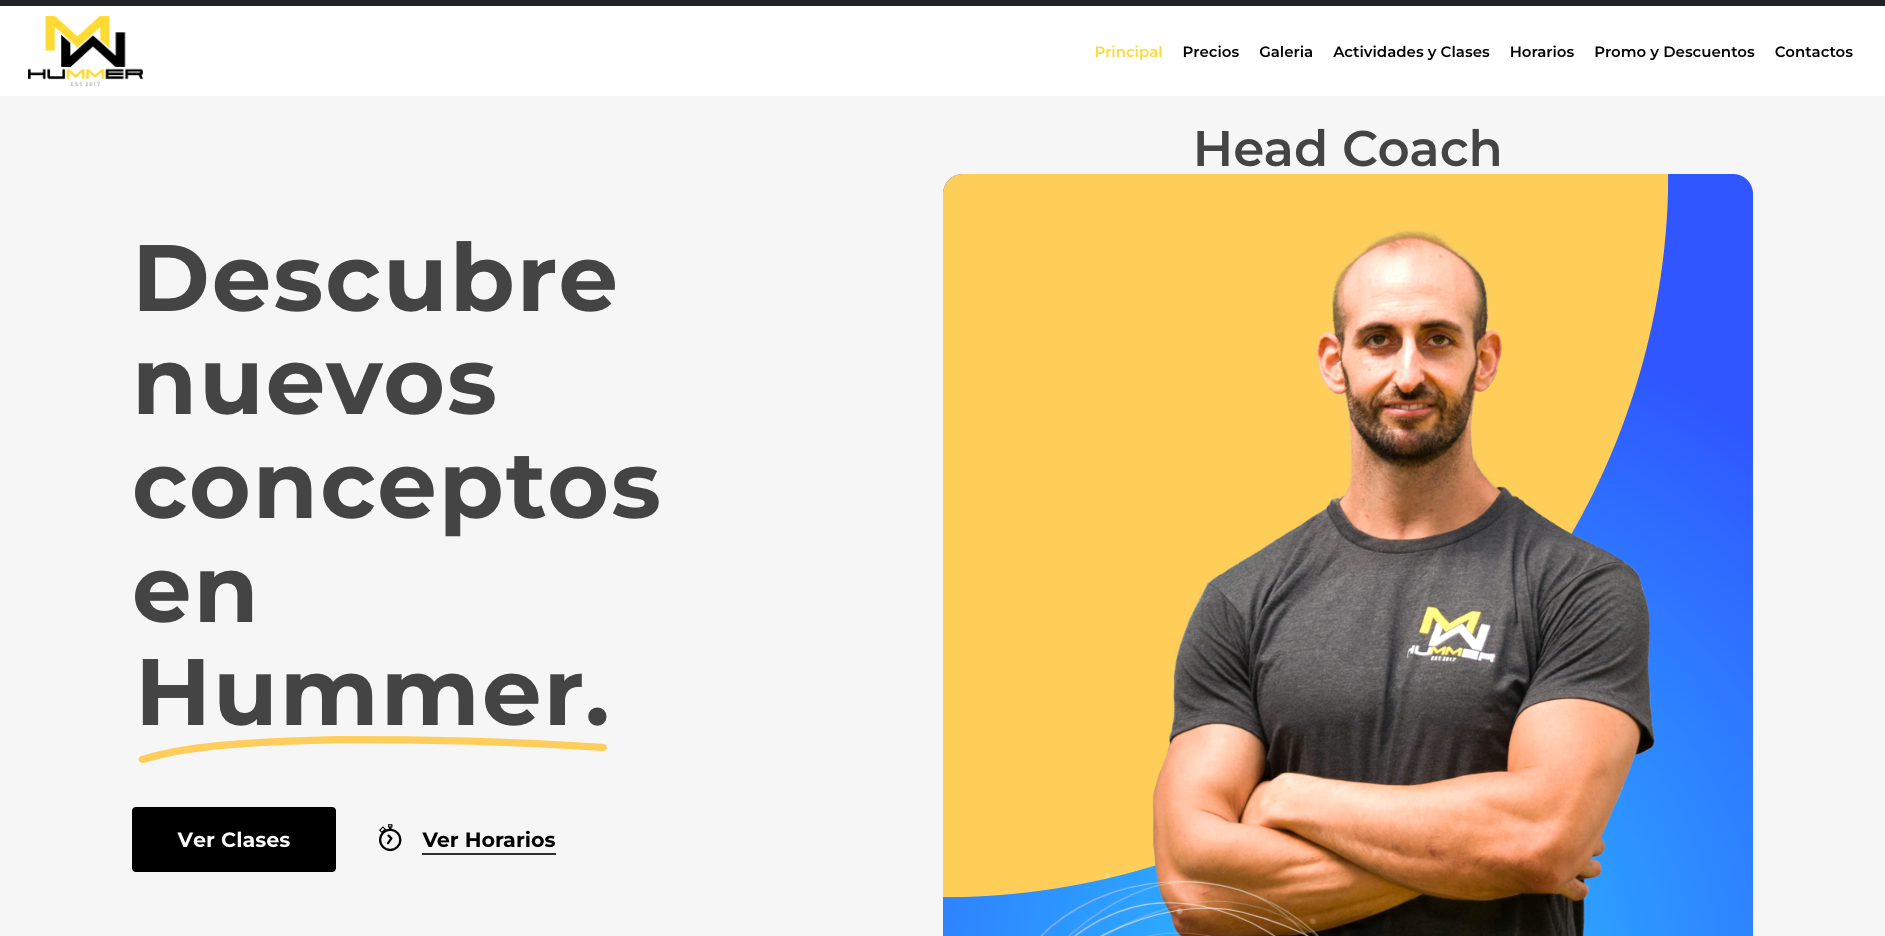 HUMMER
EST. 2017
Principal
Precios
Galeria
Actividades y Clases
Horarios
Promo y Descuentos
Contactos
Head Coach
Descubre
nuevos
conceptos
en
Hummer.
Ver Clases
Ver Horarios
HUMMER
EST.2017